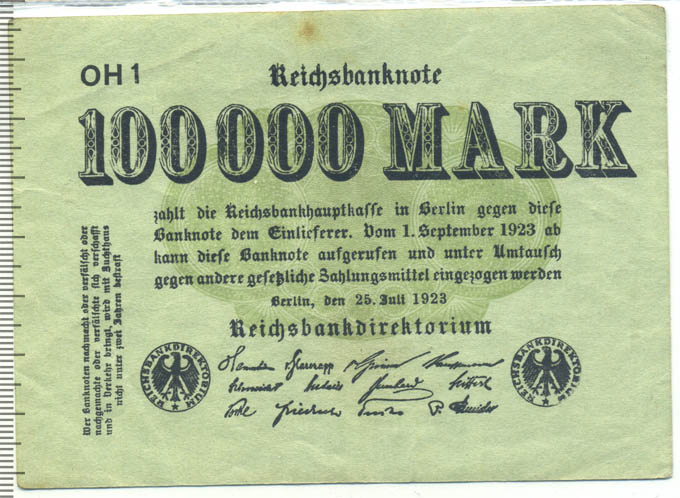 OH 1
Reichsbanknote
100000 MARK
zahlt die Reichsbankhauptkasse in Berlin gegen diese
Banknote dem Einlieferer. Vom 1. September 1923 ab
kann diese Banknote aufgerufen und unter Umtausch
gegen andere gesetzliche Zahlungsmittel eingezogen werden
Berlin, den 25. Juli 1923
Reichsbankdirektorium
Wer Banknoten nachmacht oder verfälscht oder
nachgemachte oder verfälschte sich verschafft
und in Verkehr bringt, wird mit Zuchthaus
nicht unter zwei Jahren bestraft
REICHSBANKDIREKTORIUM
REICHSBANKDIREKTORIUM